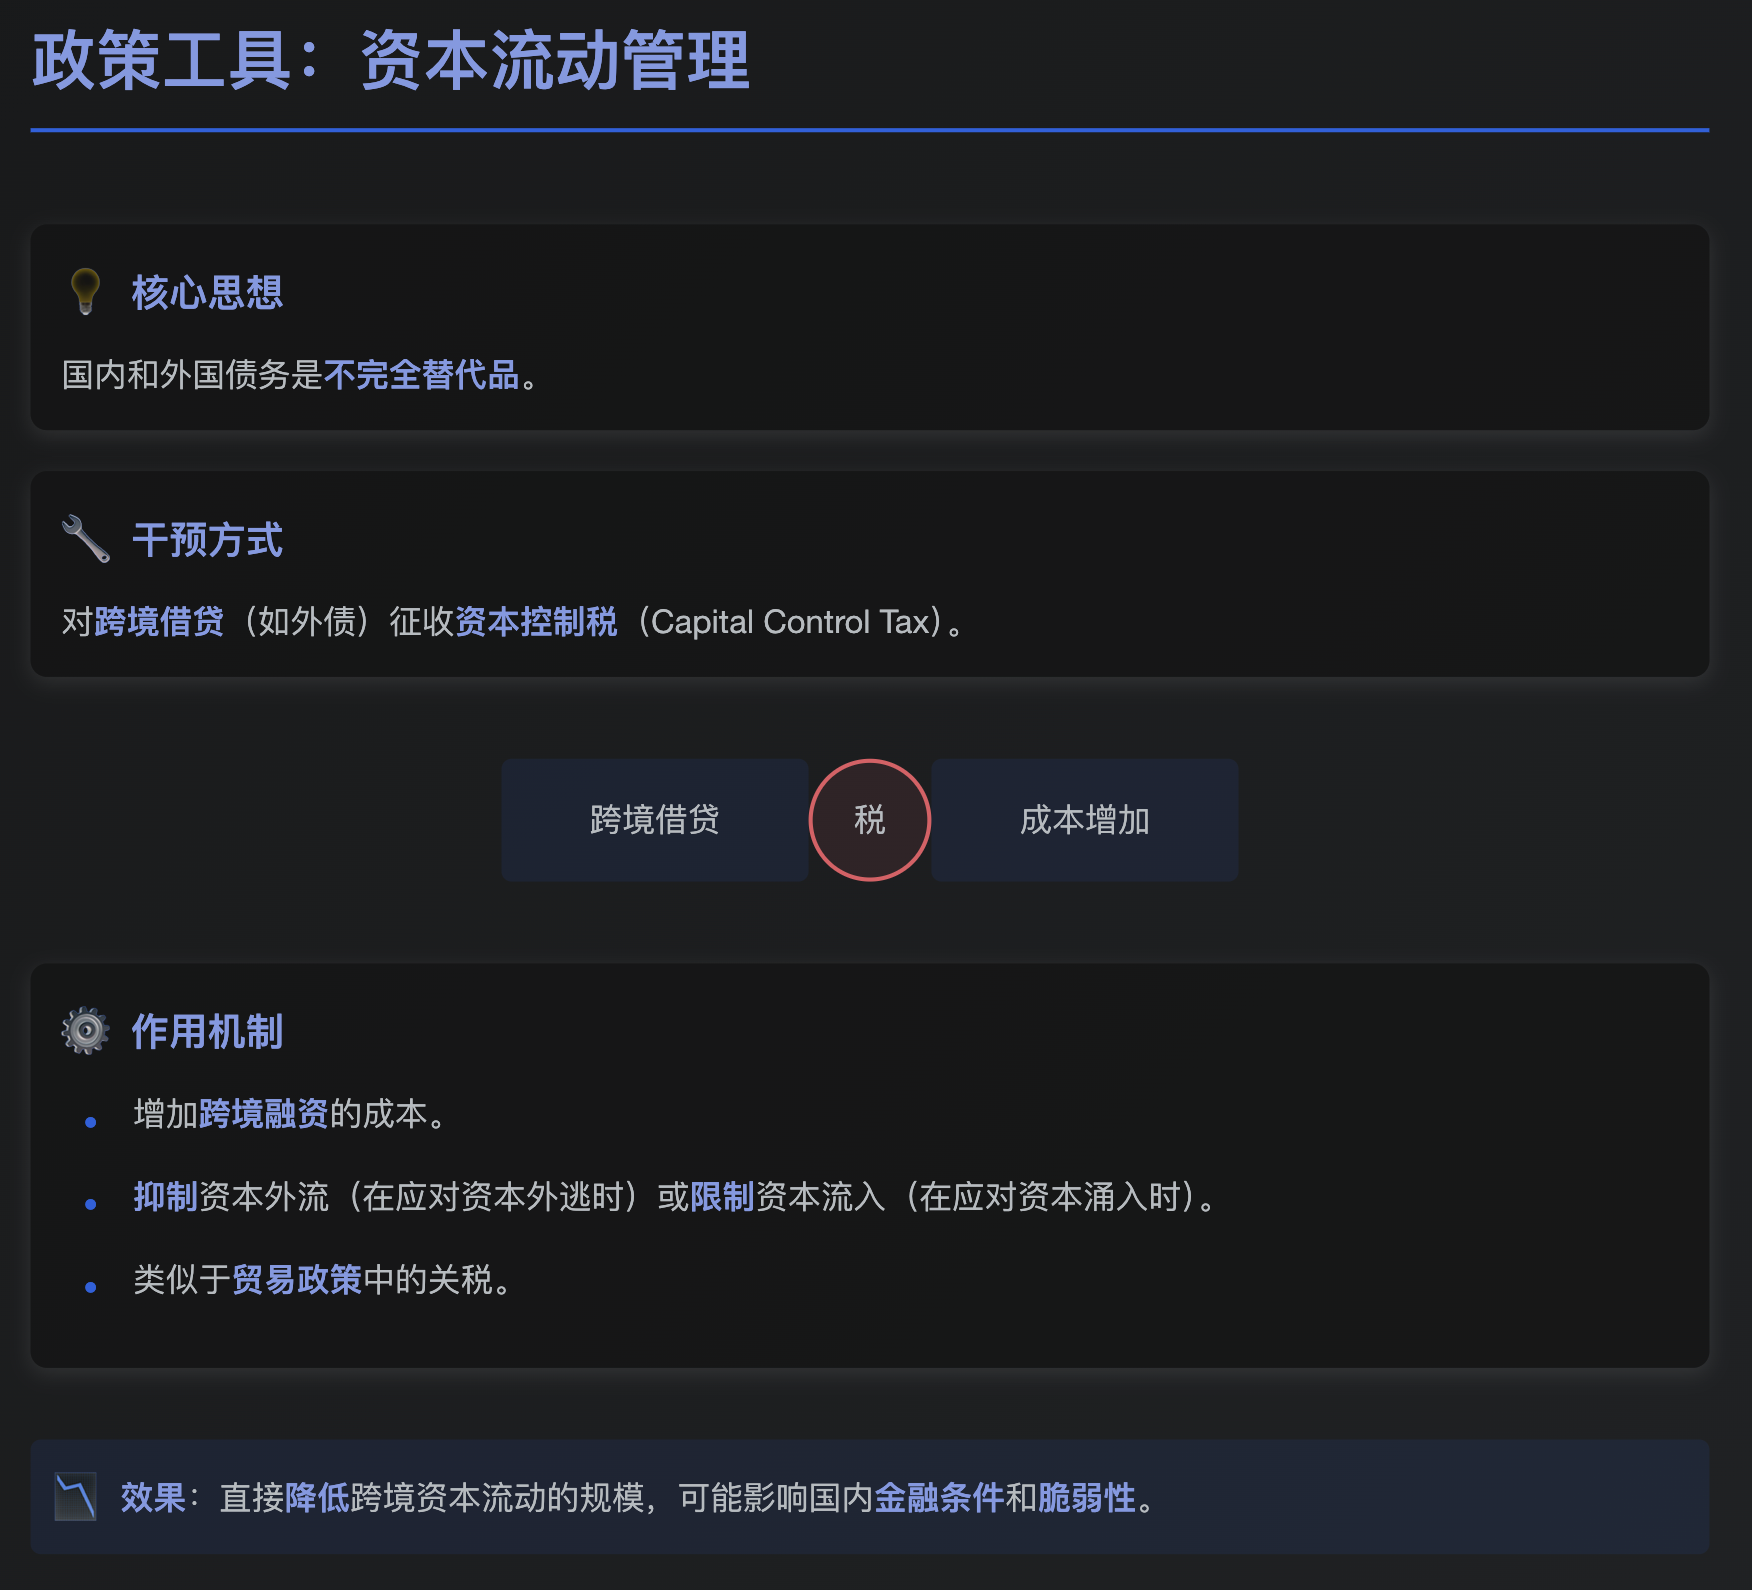 政策工具：资本流动管理
核心思想
国内和外国债务是不完全替代品。
干预方式
对跨境借贷（如外债）征收资本控制税（Capital Control Tax）。
跨境借贷
税
成本增加
作用机制
增加跨境融资的成本。
抑制资本外流（在应对资本外逃时）或限制资本流入（在应对资本涌入时）。
类似于贸易政策中的关税。
效果：直接降低跨境资本流动的规模，可能影响国内金融条件和脆弱性。